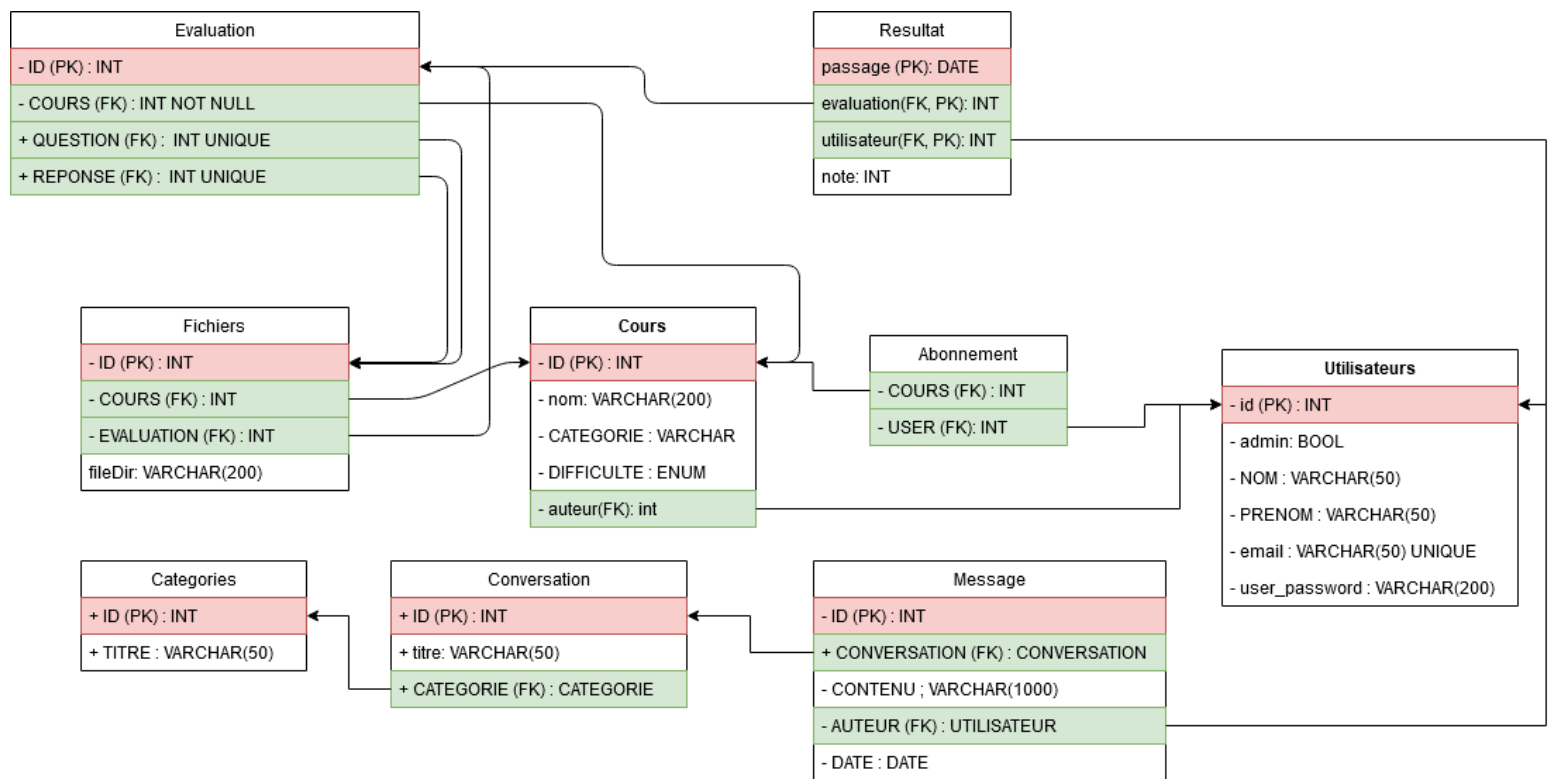 Evaluation
- ID (PK) : INT
- COURS (FK) : INT NOT NULL
+ QUESTION (FK) :  INT UNIQUE
+ REPONSE (FK) :  INT UNIQUE
Resultat
passage (PK): DATE
evaluation(FK, PK): INT
utilisateur(FK, PK): INT
note: INT
Fichiers
- ID (PK) : INT
- COURS (FK) : INT
- EVALUATION (FK) : INT
fileDir: VARCHAR(200)
Cours
- ID (PK) : INT
- nom: VARCHAR(200)
- CATEGORIE : VARCHAR
- DIFFICULTE : ENUM
- auteur(FK): int
Abonnement
- COURS (FK) : INT
- USER (FK): INT
Utilisateurs
- id (PK) : INT
- admin: BOOL
- NOM : VARCHAR(50)
- PRENOM : VARCHAR(50)
- email : VARCHAR(50) UNIQUE
- user_password : VARCHAR(200)
Categories
+ ID (PK) : INT
+ TITRE : VARCHAR(50)
Conversation
+ ID (PK) : INT
+ titre: VARCHAR(50)
+ CATEGORIE (FK) : CATEGORIE
Message
- ID (PK) : INT
+ CONVERSATION (FK) : CONVERSATION
- CONTENU ; VARCHAR(1000)
- AUTEUR (FK) : UTILISATEUR
- DATE : DATE